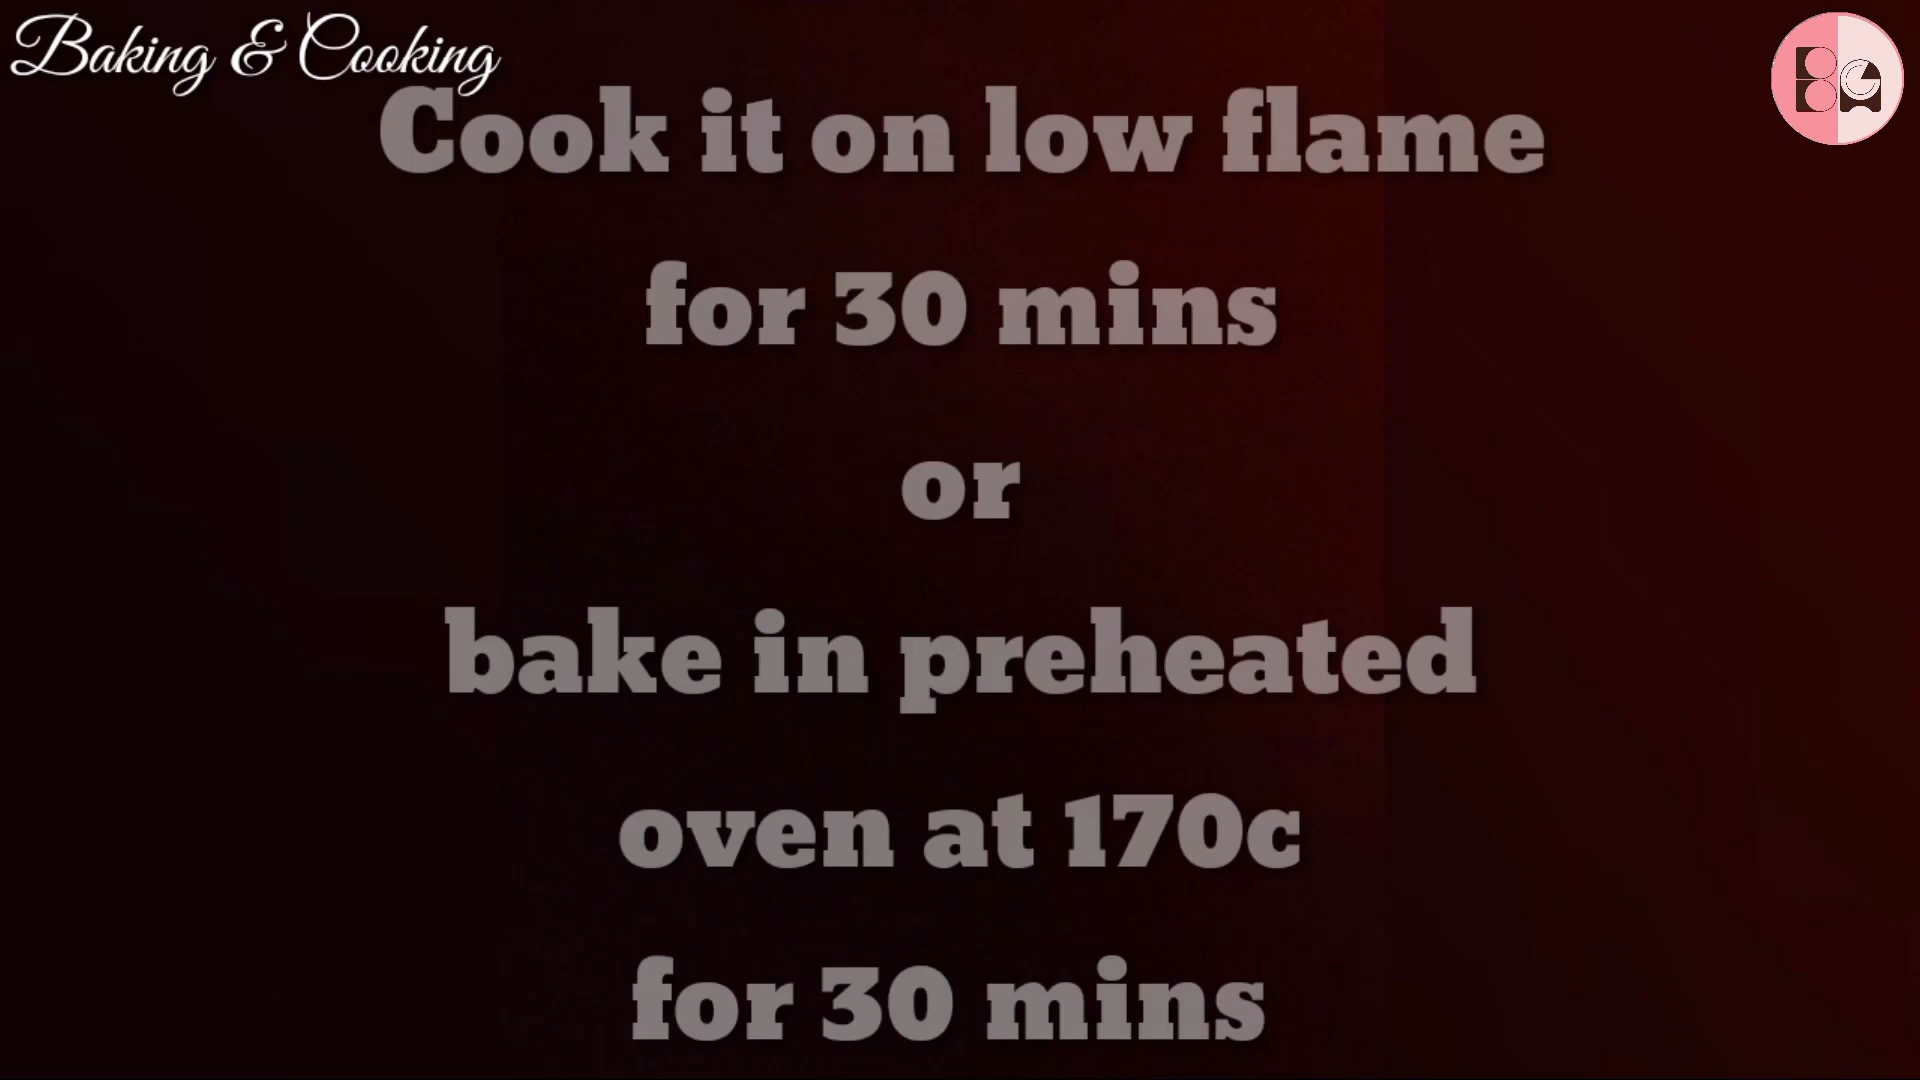 Baking & Cooking
Cook it on low flame
for 30 mins
or
bake in preheated
oven at 170c
for 30 mins